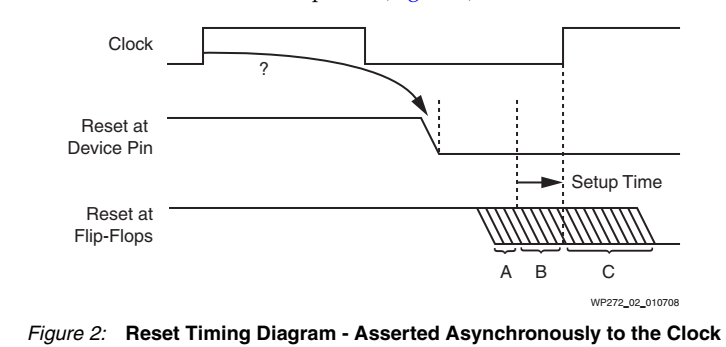 Clock
?
Reset at
Device Pin
Setup Time
Reset at
Flip-Flops
A B C
WP272_02_010708
Figure 2: Reset Timing Diagram - Asserted Asynchronously to the Clock